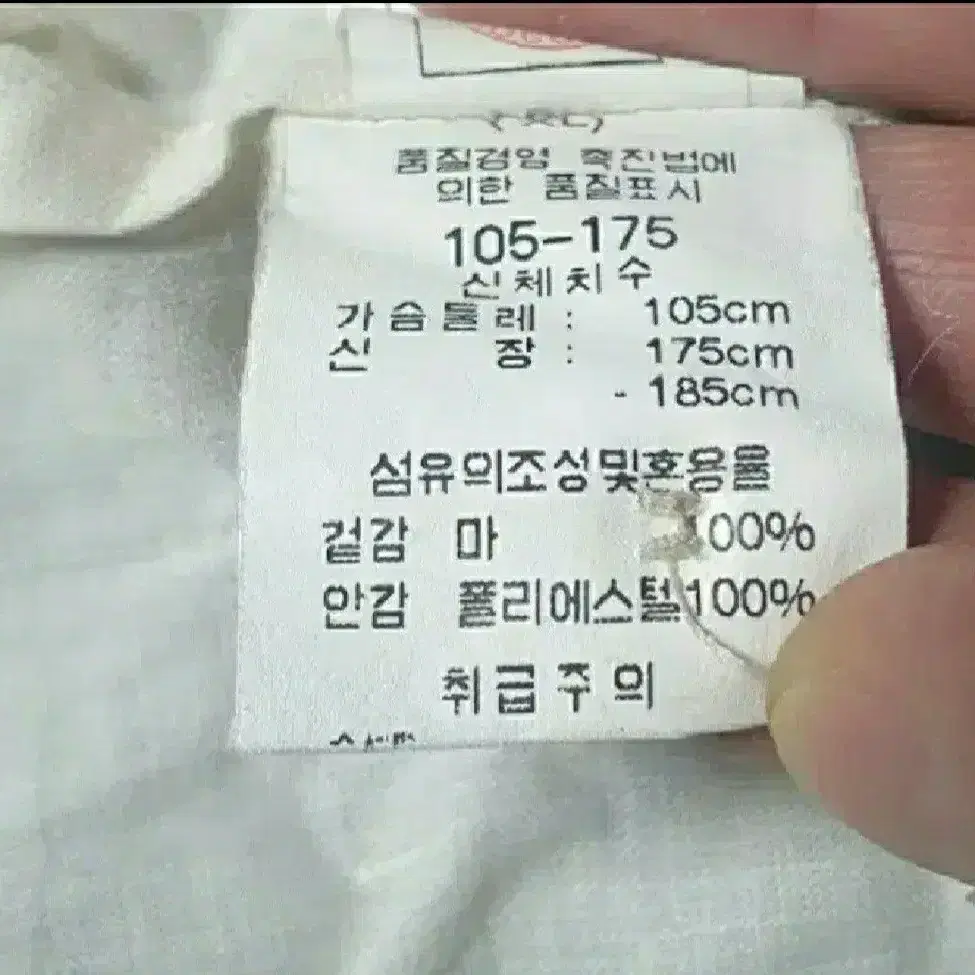 품질경영 촉진법에
의한 품질표시
105-175
신체치수
가슴둘레 : 105cm
신 장 : 175cm
- 185cm
섬유의조성및혼용율
겉감 마 100%
안감 폴리에스텔100%
취급주의